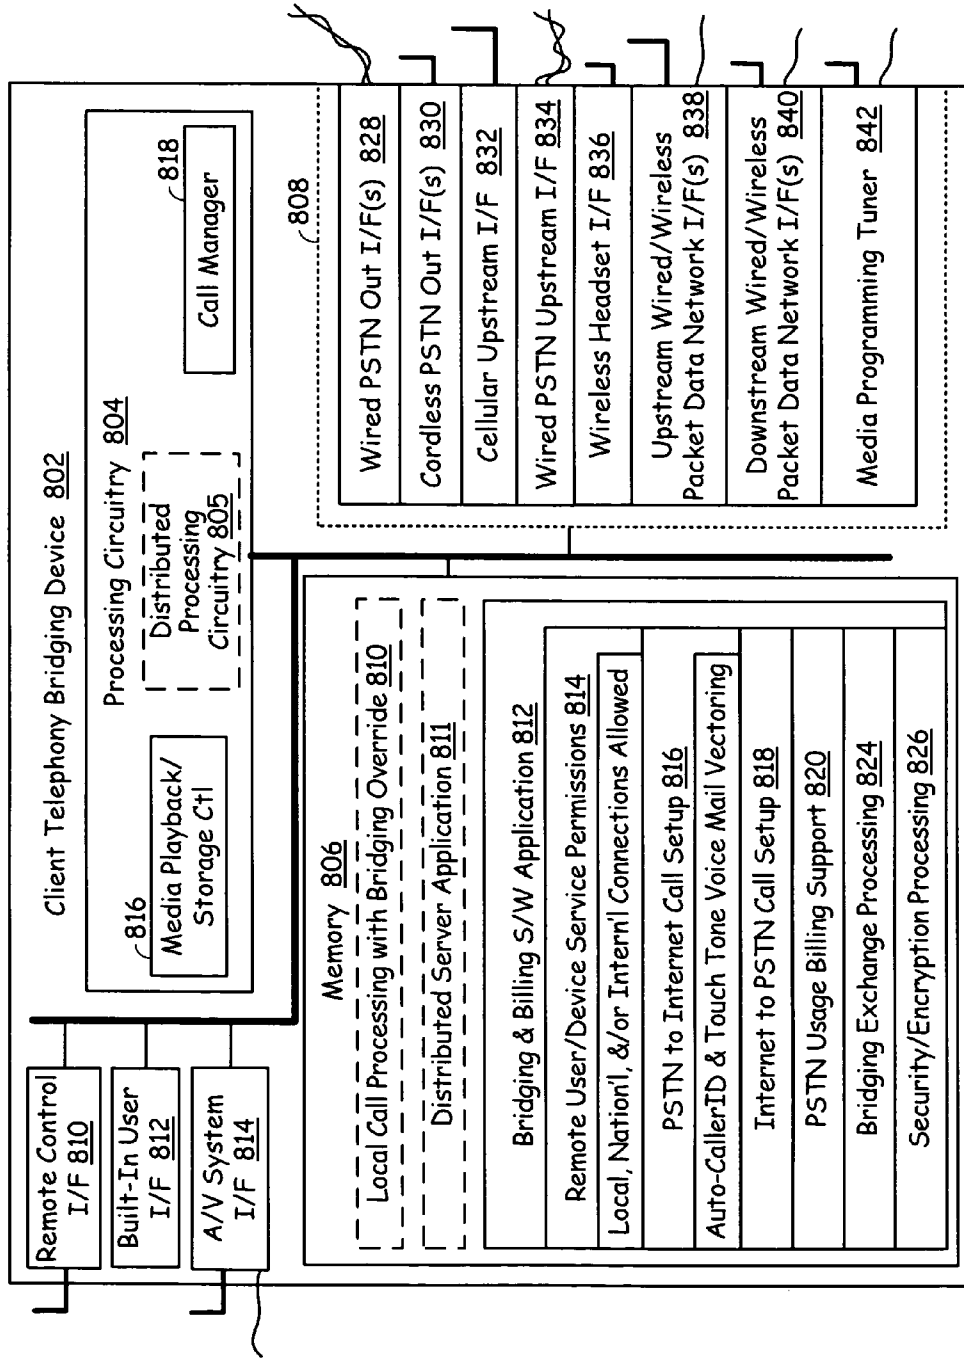 Client Telephony Bridging Device 802
Remote Control
I/F 810
Built-In User
I/F 812
A/V System
I/F 814
816
Media Playback/
Storage Ctl
Processing Circuitry 804
Distributed
Processing
Circuitry 805
818
Call Manager
Memory 806
Local Call Processing with Bridging Override 810
Distributed Server Application 811
Bridging & Billing S/W Application 812
Remote User/Device Service Permissions 814
Local, Nation'l, &/or Intern'l Connections Allowed
PSTN to Internet Call Setup 816
Auto-CallerID & Touch Tone Voice Mail Vectoring
Internet to PSTN Call Setup 818
PSTN Usage Billing Support 820
Bridging Exchange Processing 824
Security/Encryption Processing 826
808
Wired PSTN Out I/F(s) 828
Cordless PSTN Out I/F(s) 830
Cellular Upstream I/F 832
Wired PSTN Upstream I/F 834
Wireless Headset I/F 836
Upstream Wired/Wireless
Packet Data Network I/F(s) 838
Downstream Wired/Wireless
Packet Data Network I/F(s) 840
Media Programming Tuner 842